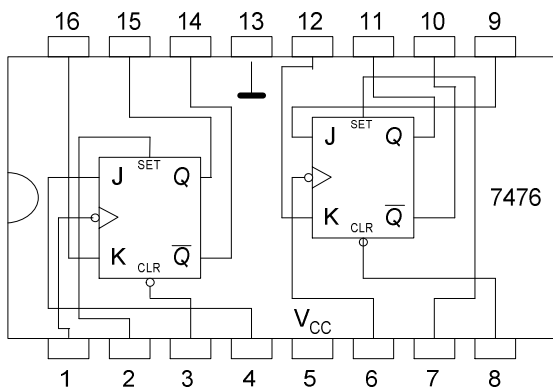 16 15 14 13 12 11 10 9
SET
J Q
SET
J Q
K Q̅
CLR
7476
K Q̅
CLR
V_CC
1 2 3 4 5 6 7 8